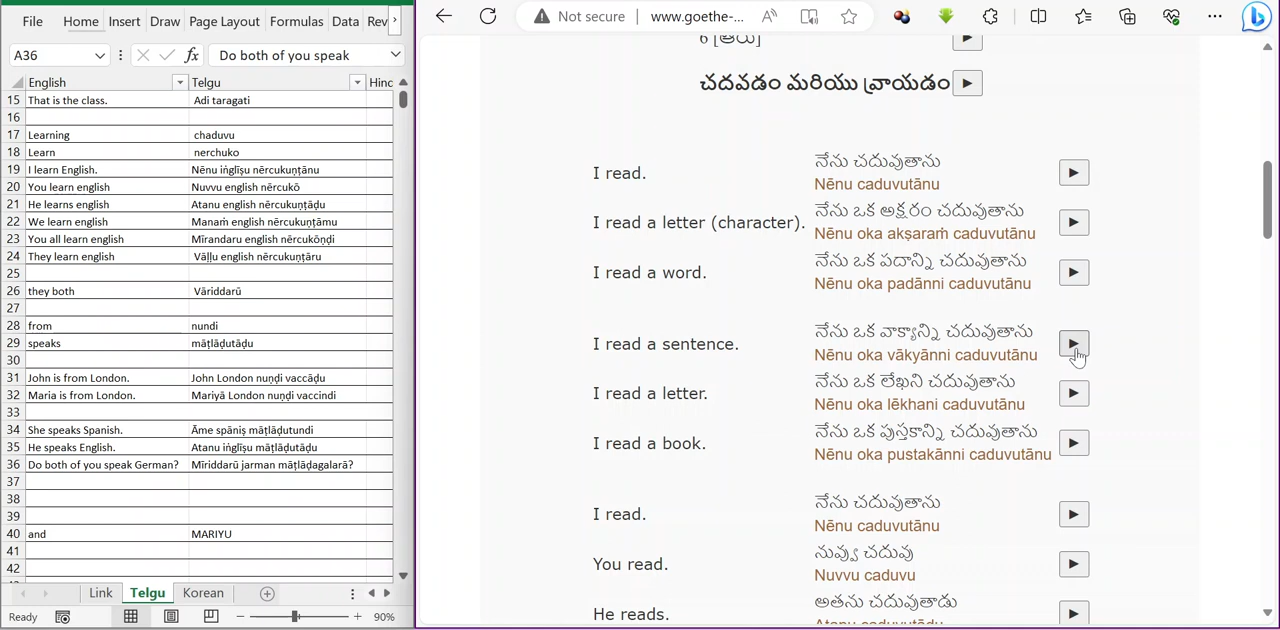 File Home Insert Draw Page Layout Formulas Data Rev
A36 fx Do both of you speak
English Telgu Hinc
15 That is the class. Adi taragati
16
17 Learning chaduvu
18 Learn nerchuko
19 I learn English. Nēnu iṅglīṣu nērcukuṇṭānu
20 You learn english Nuvvu english nērcukō
21 He learns english Atanu english nērcukuṇṭāḍu
22 We learn english Manaṁ english nērcukuṇṭāmu
23 You all learn english Mīrandaru english nērcukōṇḍi
24 They learn english Vāḷḷu english nērcukuṇṭāru
25
26 they both Vāriddarū
27
28 from nundi
29 speaks māṭlāḍutāḍu
30
31 John is from London. John London nuṇḍi vaccāḍu
32 Maria is from London. Mariyā London nuṇḍi vaccindi
33
34 She speaks Spanish. Āme spāniṣ māṭlāḍutundi
35 He speaks English. Atanu iṅglīṣu māṭlāḍutāḍu
36 Do both of you speak German? Mīriddarū jarman māṭlāḍagalarā?
37
38
39
40 and MARIYU
41
42
Link Telgu Korean
Ready 90%
Not secure www.goethe-...
6 [ఆరు]
చదవడం మరియు వ్రాయడం
I read. నేను చదువుతాను
Nēnu caduvutānu
I read a letter (character). నేను ఒక అక్షరం చదువుతాను
Nēnu oka akṣaraṁ caduvutānu
I read a word. నేను ఒక పదాన్ని చదువుతాను
Nēnu oka padānni caduvutānu
I read a sentence. నేను ఒక వాక్యాన్ని చదువుతాను
Nēnu oka vākyānni caduvutānu
I read a letter. నేను ఒక లేఖని చదువుతాను
Nēnu oka lēkhani caduvutānu
I read a book. నేను ఒక పుస్తకాన్ని చదువుతాను
Nēnu oka pustakānni caduvutānu
I read. నేను చదువుతాను
Nēnu caduvutānu
You read. నువ్వు చదువు
Nuvvu caduvu
He reads. అతను చదువుతాడు
Atanu caduvutāḍu